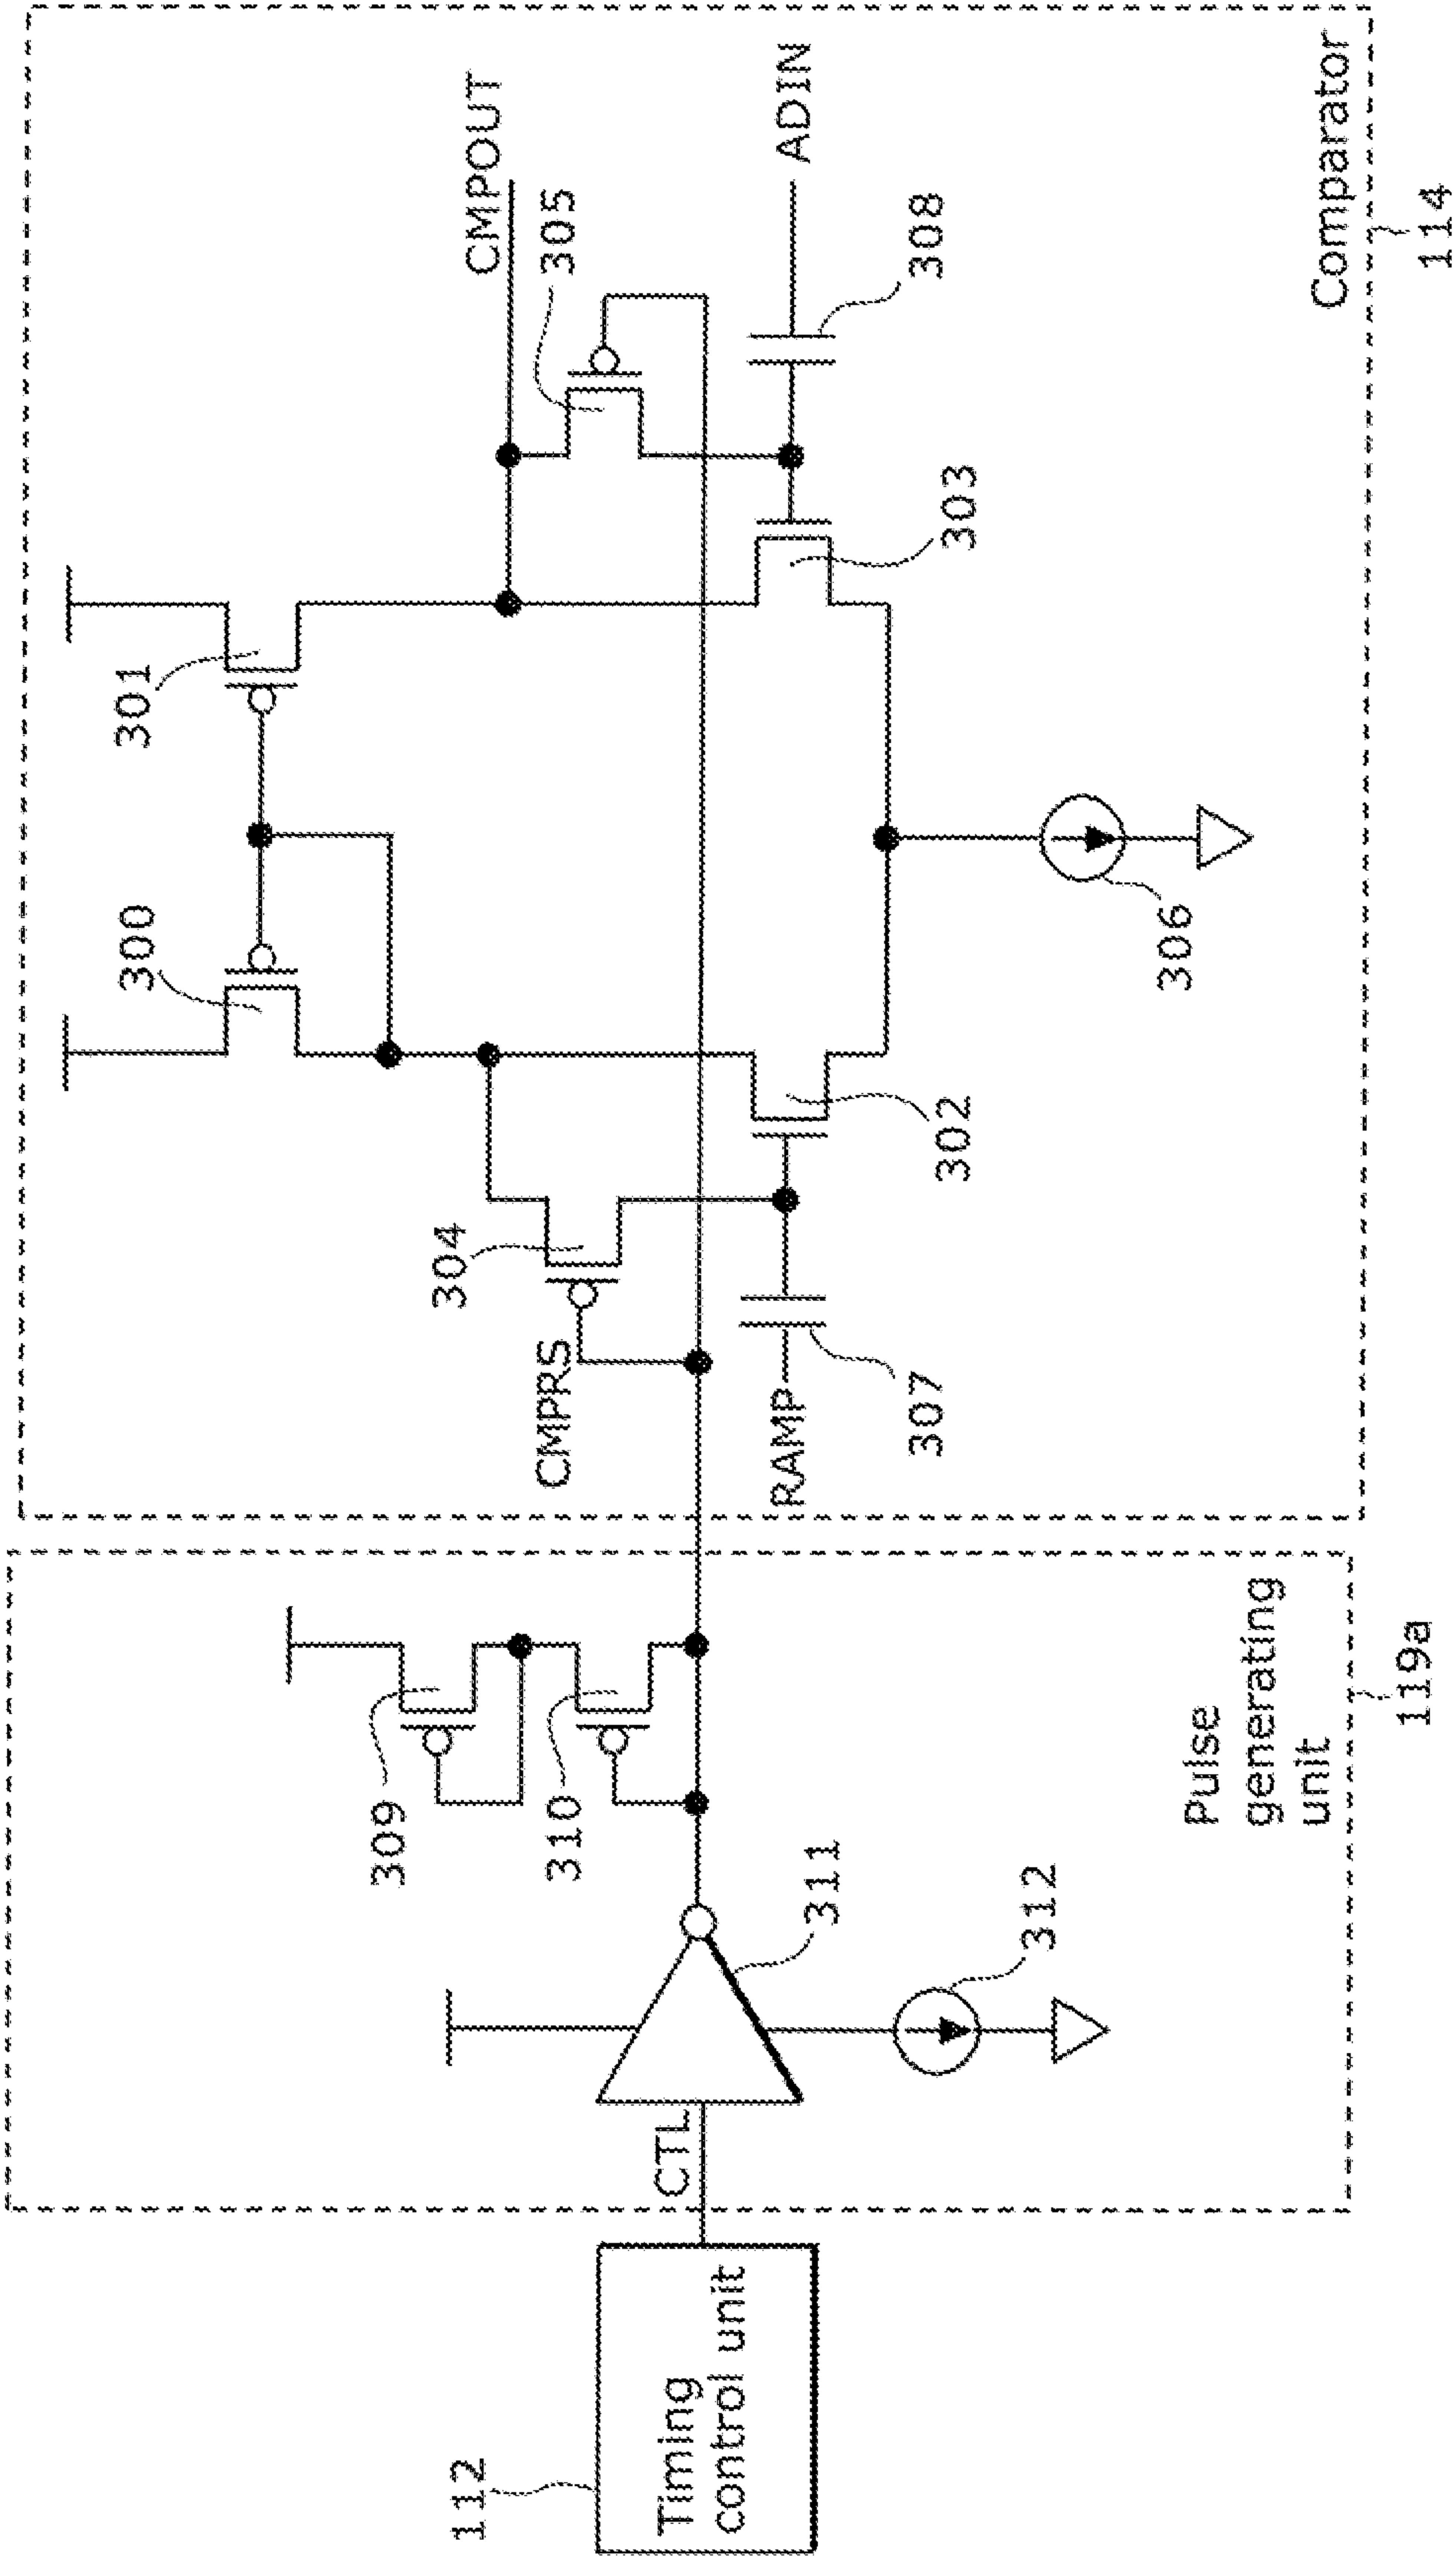 112
Timing
control unit
CTL
311
312
309
310
Pulse
generating
unit
119a
CMPRS
RAMP
307
304
300
302
301
306
303
305
CMPOUT
ADIN
308
Comparator
114